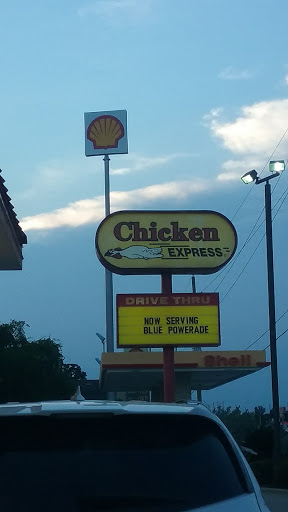 Chicken
EXPRESS
DRIVE THRU
NOW SERVING
BLUE POWERADE
Shell